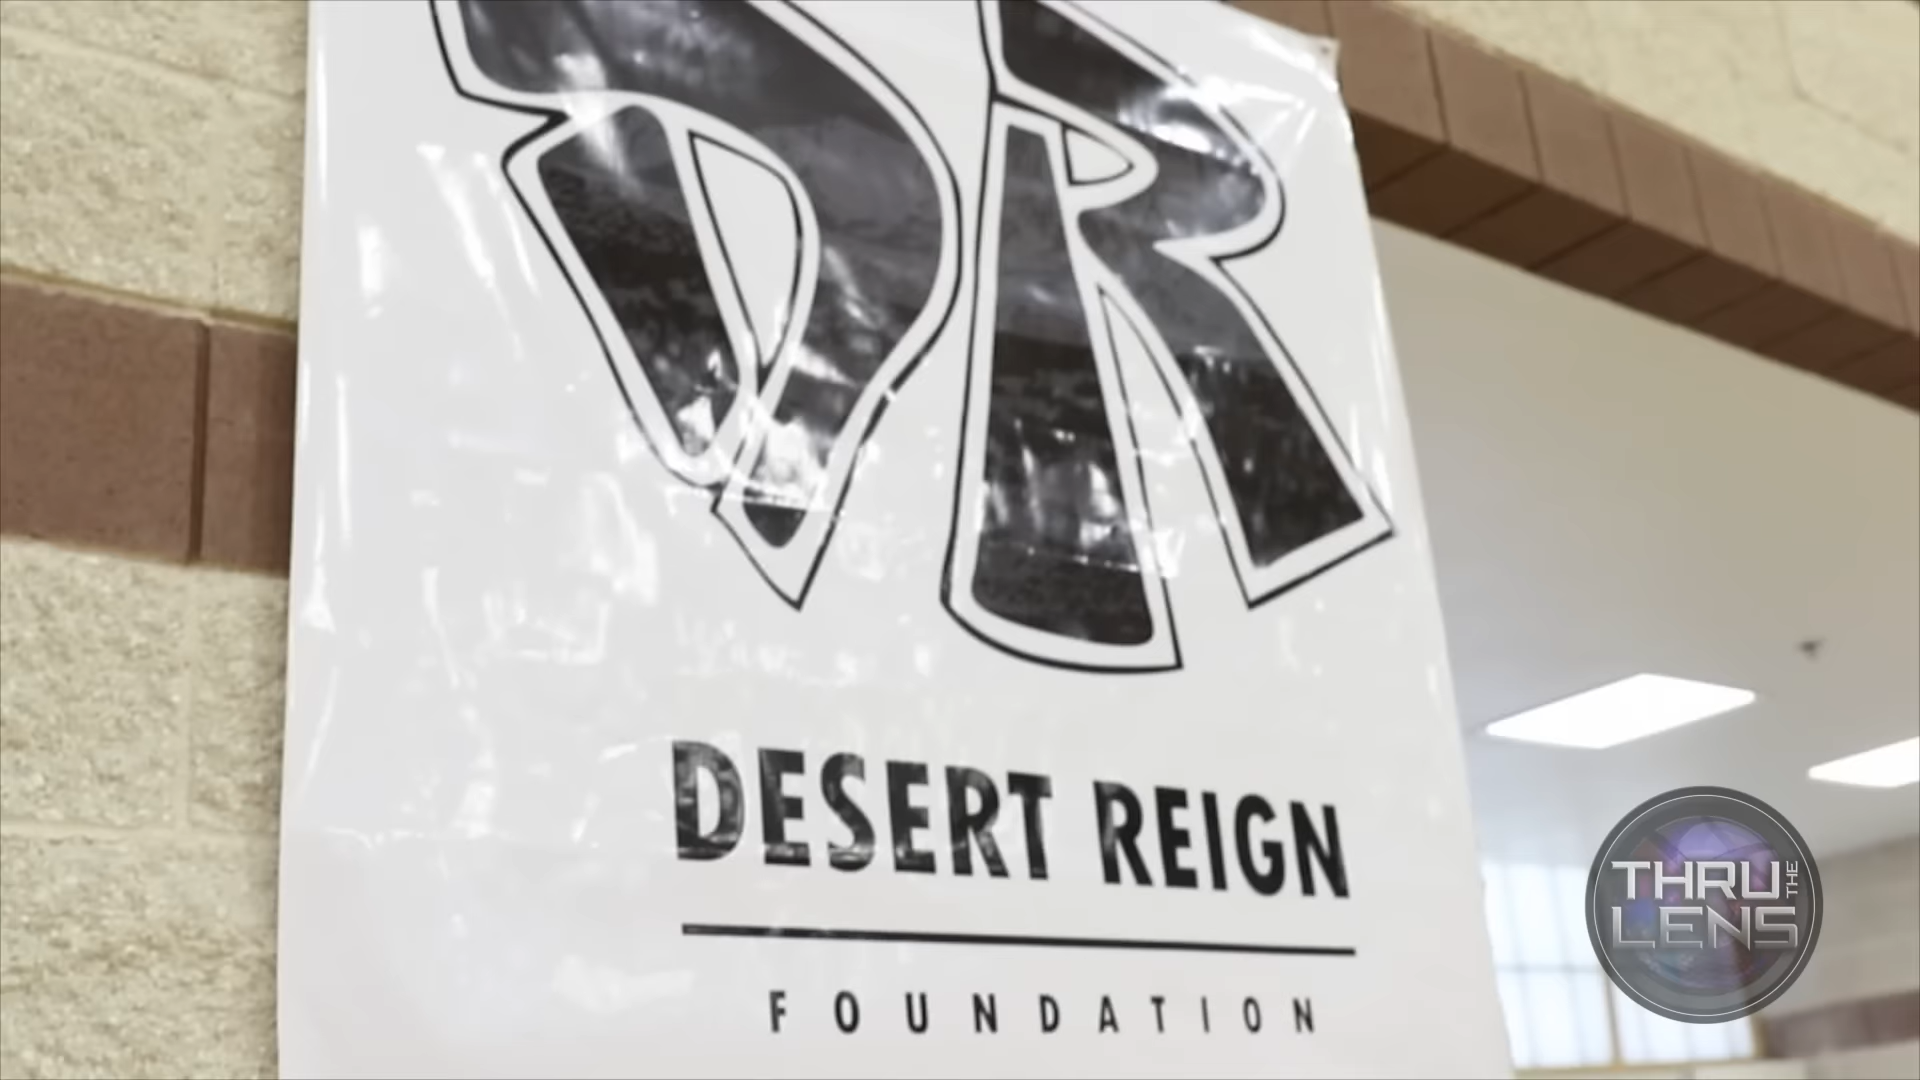 DR
DESERT REIGN
FOUNDATION
THRU THE
LENS